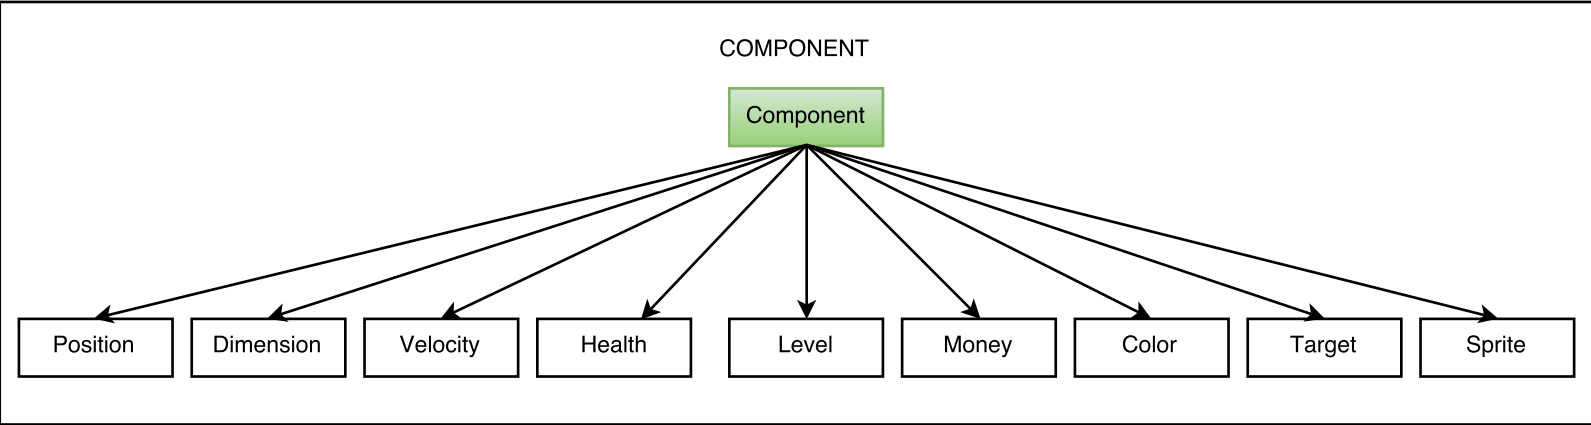 COMPONENT
Component
Position
Dimension
Velocity
Health
Level
Money
Color
Target
Sprite